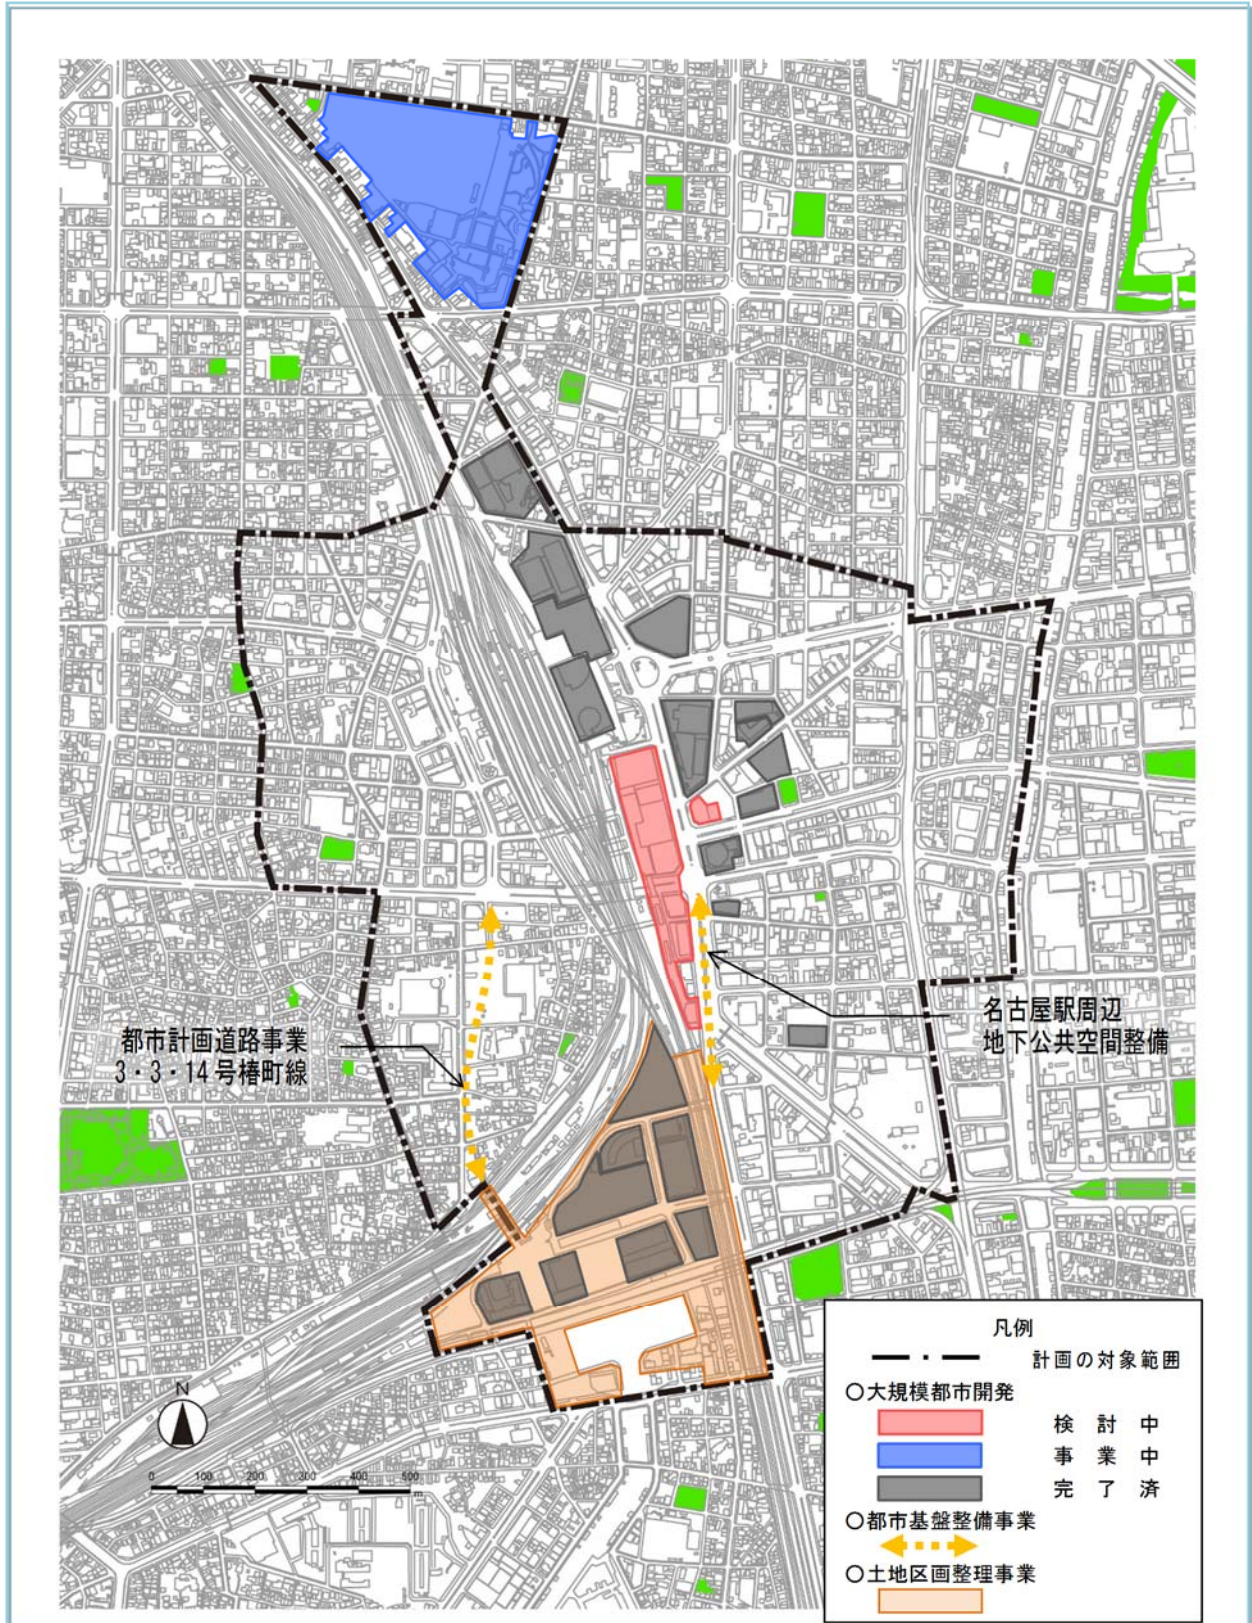 都市計画道路事業
3・3・14号椿町線
名古屋駅周辺
地下公共空間整備
N
0 100 200 300 400 500
m
凡例
計画の対象範囲
○大規模都市開発
検討中
事業中
完了済
○都市基盤整備事業
○土地区画整理事業